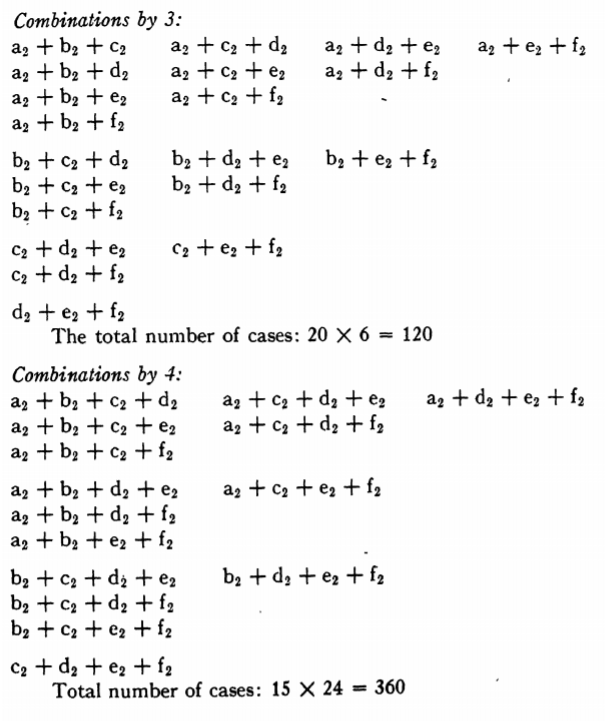 Combinations by 3:
a₂ + b₂ + c₂ a₂ + c₂ + d₂ a₂ + d₂ + e₂ a₂ + e₂ + f₂
a₂ + b₂ + d₂ a₂ + c₂ + e₂ a₂ + d₂ + f₂
a₂ + b₂ + e₂ a₂ + c₂ + f₂
a₂ + b₂ + f₂
b₂ + c₂ + d₂ b₂ + d₂ + e₂ b₂ + e₂ + f₂
b₂ + c₂ + e₂ b₂ + d₂ + f₂
b₂ + c₂ + f₂
c₂ + d₂ + e₂ c₂ + e₂ + f₂
c₂ + d₂ + f₂
d₂ + e₂ + f₂
The total number of cases: 20 × 6 = 120
Combinations by 4:
a₂ + b₂ + c₂ + d₂ a₂ + c₂ + d₂ + e₂ a₂ + d₂ + e₂ + f₂
a₂ + b₂ + c₂ + e₂ a₂ + c₂ + d₂ + f₂
a₂ + b₂ + c₂ + f₂
a₂ + b₂ + d₂ + e₂ a₂ + c₂ + e₂ + f₂
a₂ + b₂ + d₂ + f₂
a₂ + b₂ + e₂ + f₂
b₂ + c₂ + d₂ + e₂ b₂ + d₂ + e₂ + f₂
b₂ + c₂ + d₂ + f₂
b₂ + c₂ + e₂ + f₂
c₂ + d₂ + e₂ + f₂
Total number of cases: 15 × 24 = 360